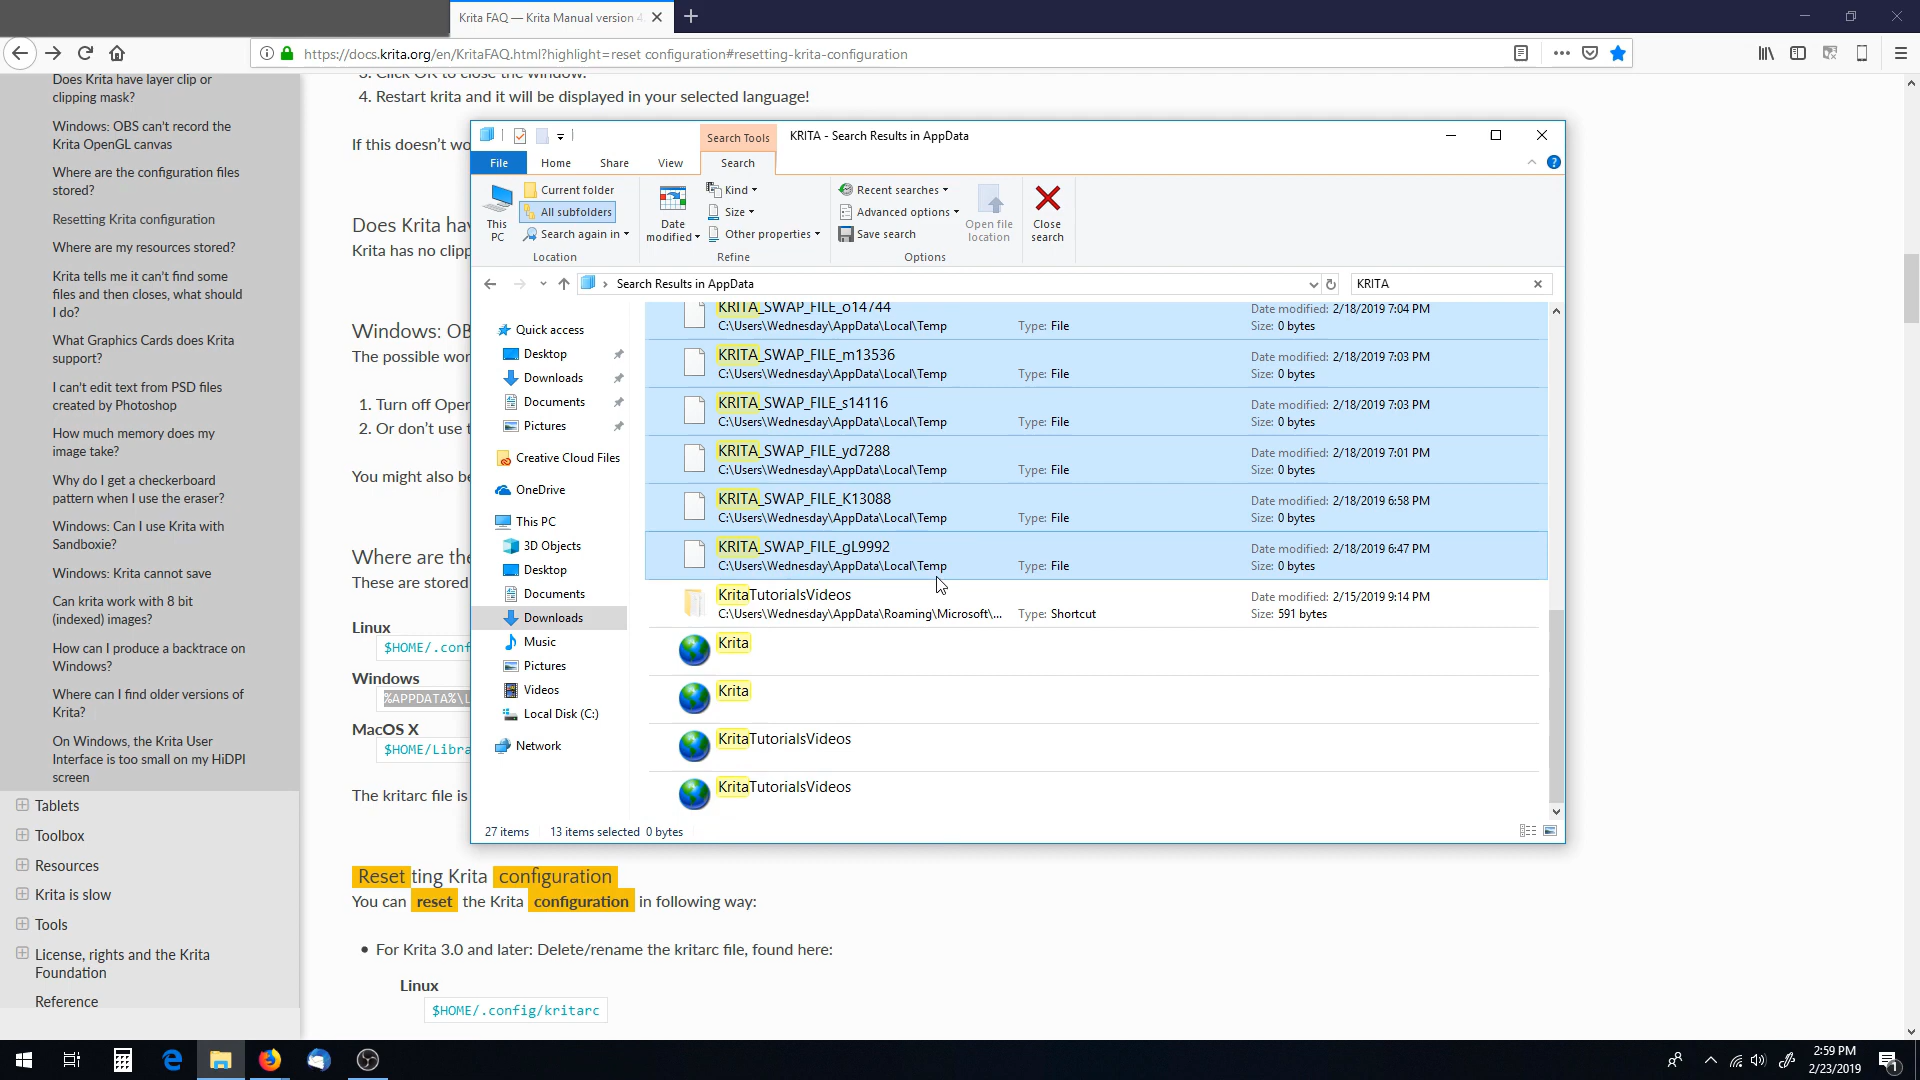 Krita FAQ — Krita Manual version 4
https://docs.krita.org/en/KritaFAQ.html?highlight=reset configuration#resetting-krita-configuration
Does Krita have layer clip or
clipping mask?
Windows: OBS can't record the
Krita OpenGL canvas
Where are the configuration files
stored?
Resetting Krita configuration
Where are my resources stored?
Krita tells me it can't find some
files and then closes, what should
I do?
What Graphics Cards does Krita
support?
I can't edit text from PSD files
created by Photoshop
How much memory does my
image take?
Why do I get a checkerboard
pattern when I use the eraser?
Windows: Can I use Krita with
Sandboxie?
Windows: Krita cannot save
Can krita work with 8 bit
(indexed) images?
How can I produce a backtrace on
Windows?
Where can I find older versions of
Krita?
On Windows, the Krita User
Interface is too small on my HiDPI
screen
Tablets
Toolbox
Resources
Krita is slow
Tools
License, rights and the Krita
Foundation
Reference
3. Click OK to close the window.
4. Restart krita and it will be displayed in your selected language!
If this doesn't wo
Does Krita hav
Krita has no clipp
Windows: OB
The possible wor
1. Turn off Open
2. Or don't use t
You might also be
Where are the
These are stored
Linux
$HOME/.conf
Windows
%APPDATA%\L
MacOS X
$HOME/Libra
The kritarc file is
Resetting Krita configuration
You can reset the Krita configuration in following way:
• For Krita 3.0 and later: Delete/rename the kritarc file, found here:
Linux
$HOME/.config/kritarc
Search Tools
KRITA - Search Results in AppData
File Home Share View Search
This
PC
Current folder
All subfolders
Search again in
Location
Date
modified
Kind
Size
Other properties
Refine
Recent searches
Advanced options
Save search
Open file
location
Options
Close
search
Search Results in AppData
KRITA
Quick access
Desktop
Downloads
Documents
Pictures
Creative Cloud Files
OneDrive
This PC
3D Objects
Desktop
Documents
Downloads
Music
Pictures
Videos
Local Disk (C:)
Network
KRITA_SWAP_FILE_o14744 Date modified: 2/18/2019 7:04 PM
C:\Users\Wednesday\AppData\Local\Temp Type: File Size: 0 bytes
KRITA_SWAP_FILE_m13536 Date modified: 2/18/2019 7:03 PM
C:\Users\Wednesday\AppData\Local\Temp Type: File Size: 0 bytes
KRITA_SWAP_FILE_s14116 Date modified: 2/18/2019 7:03 PM
C:\Users\Wednesday\AppData\Local\Temp Type: File Size: 0 bytes
KRITA_SWAP_FILE_yd7288 Date modified: 2/18/2019 7:01 PM
C:\Users\Wednesday\AppData\Local\Temp Type: File Size: 0 bytes
KRITA_SWAP_FILE_K13088 Date modified: 2/18/2019 6:58 PM
C:\Users\Wednesday\AppData\Local\Temp Type: File Size: 0 bytes
KRITA_SWAP_FILE_gL9992 Date modified: 2/18/2019 6:47 PM
C:\Users\Wednesday\AppData\Local\Temp Type: File Size: 0 bytes
KritaTutorialsVideos Date modified: 2/15/2019 9:14 PM
C:\Users\Wednesday\AppData\Roaming\Microsoft\... Type: Shortcut Size: 591 bytes
Krita
Krita
KritaTutorialsVideos
KritaTutorialsVideos
27 items 13 items selected 0 bytes
2:59 PM
2/23/2019
1